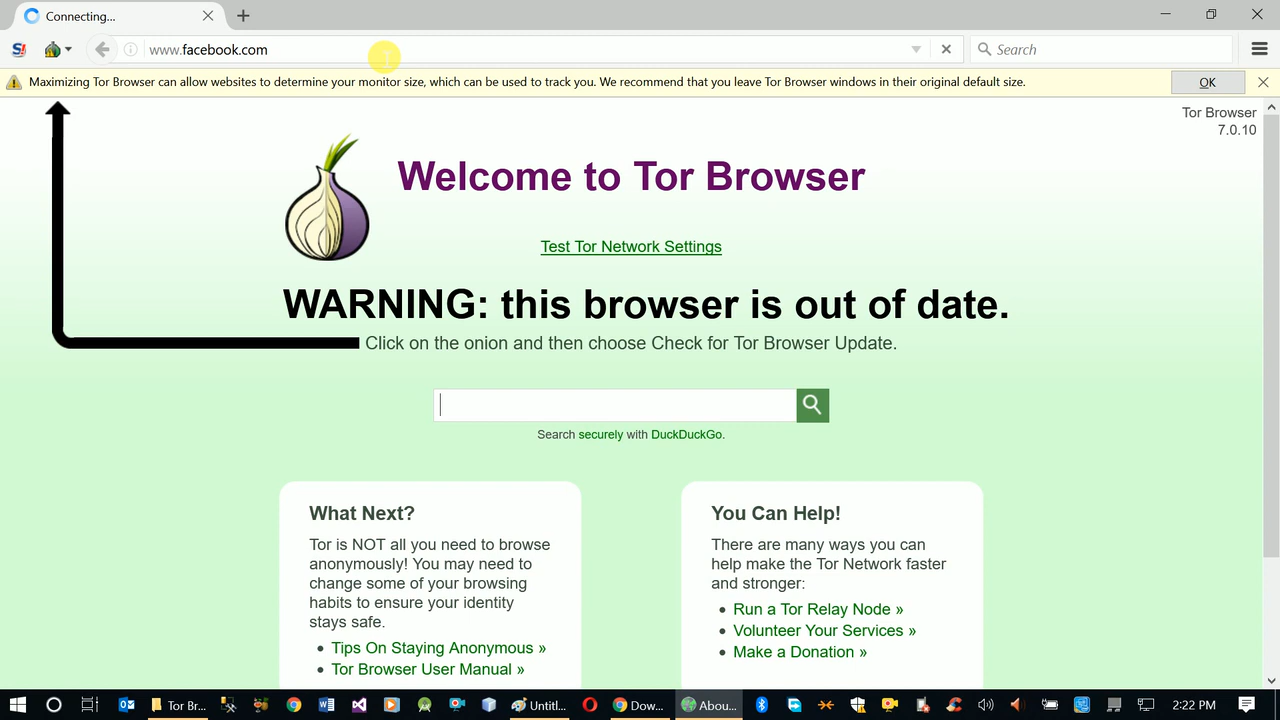 Connecting...
www.facebook.com
Search
Maximizing Tor Browser can allow websites to determine your monitor size, which can be used to track you. We recommend that you leave Tor Browser windows in their original default size.
OK
Tor Browser
7.0.10
Welcome to Tor Browser
Test Tor Network Settings
WARNING: this browser is out of date.
Click on the onion and then choose Check for Tor Browser Update.
Search securely with DuckDuckGo.
What Next?
Tor is NOT all you need to browse
anonymously! You may need to
change some of your browsing
habits to ensure your identity
stays safe.
Tips On Staying Anonymous »
Tor Browser User Manual »
You Can Help!
There are many ways you can
help make the Tor Network faster
and stronger:
Run a Tor Relay Node »
Volunteer Your Services »
Make a Donation »
Tor Br...
Untitl...
Dow...
Abou...
2:22 PM